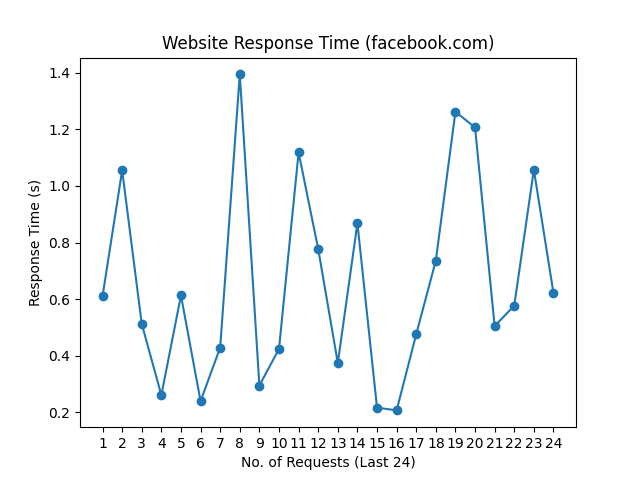 Website Response Time (facebook.com)
1.4
1.2
1.0
0.8
0.6
0.4
0.2
Response Time (s)
1 2 3 4 5 6 7 8 9 10 11 12 13 14 15 16 17 18 19 20 21 22 23 24
No. of Requests (Last 24)